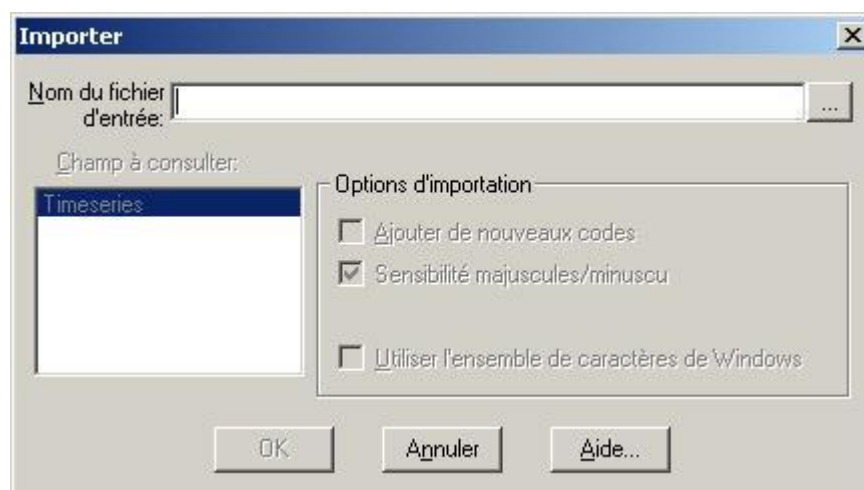 Importer
Nom du fichier
d'entrée:
...
Champ à consulter:
Timeseries
Options d'importation
Ajouter de nouveaux codes
Sensibilité majuscules/minuscu
Utiliser l'ensemble de caractères de Windows
OK
Annuler
Aide...